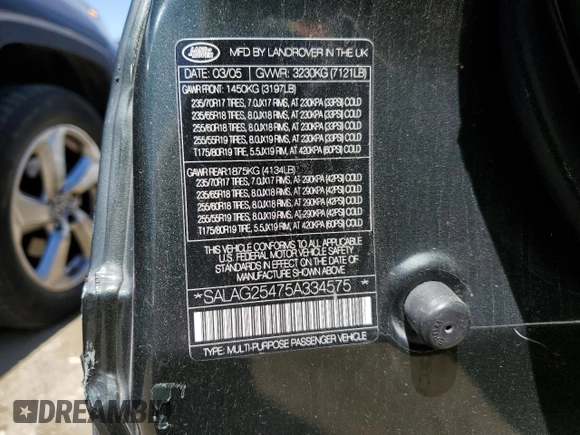 LAND ROVER
MFD BY LANDROVER IN THE UK
DATE: 03/05 GVWR: 3230KG (7121LB)
GAWR FRONT: 1450KG (3197LB)
235/70R17 TIRES, 7.0JX17 RIMS, AT 230KPA (33PSI) COLD
235/65R18 TIRES, 8.0JX18 RIMS, AT 230KPA (33PSI) COLD
255/60R18 TIRES, 8.0JX18 RIMS, AT 230KPA (33PSI) COLD
255/55R19 TIRES, 8.0JX19 RIMS, AT 230KPA (33PSI) COLD
T175/80R19 TIRE, 5.5JX19 RIM, AT 420KPA (60PSI) COLD
GAWR REAR:1875KG (4134LB)
235/70R17 TIRES, 7.0JX17 RIMS, AT 290KPA (42PSI) COLD
235/65R18 TIRES, 8.0JX18 RIMS, AT 290KPA (42PSI) COLD
255/60R18 TIRES, 8.0JX18 RIMS, AT 290KPA (42PSI) COLD
255/55R19 TIRES, 8.0JX19 RIMS, AT 290KPA (42PSI) COLD
T175/80R19 TIRE, 5.5JX19 RIM, AT 420KPA (60PSI) COLD
THIS VEHICLE CONFORMS TO ALL APPLICABLE
U.S. FEDERAL MOTOR VEHICLE SAFETY
STANDARDS IN EFFECT ON THE DATE OF
MANUFACTURE SHOWN ABOVE
*SALAG25475A334575*
TYPE: MULTI-PURPOSE PASSENGER VEHICLE
DREAM3M